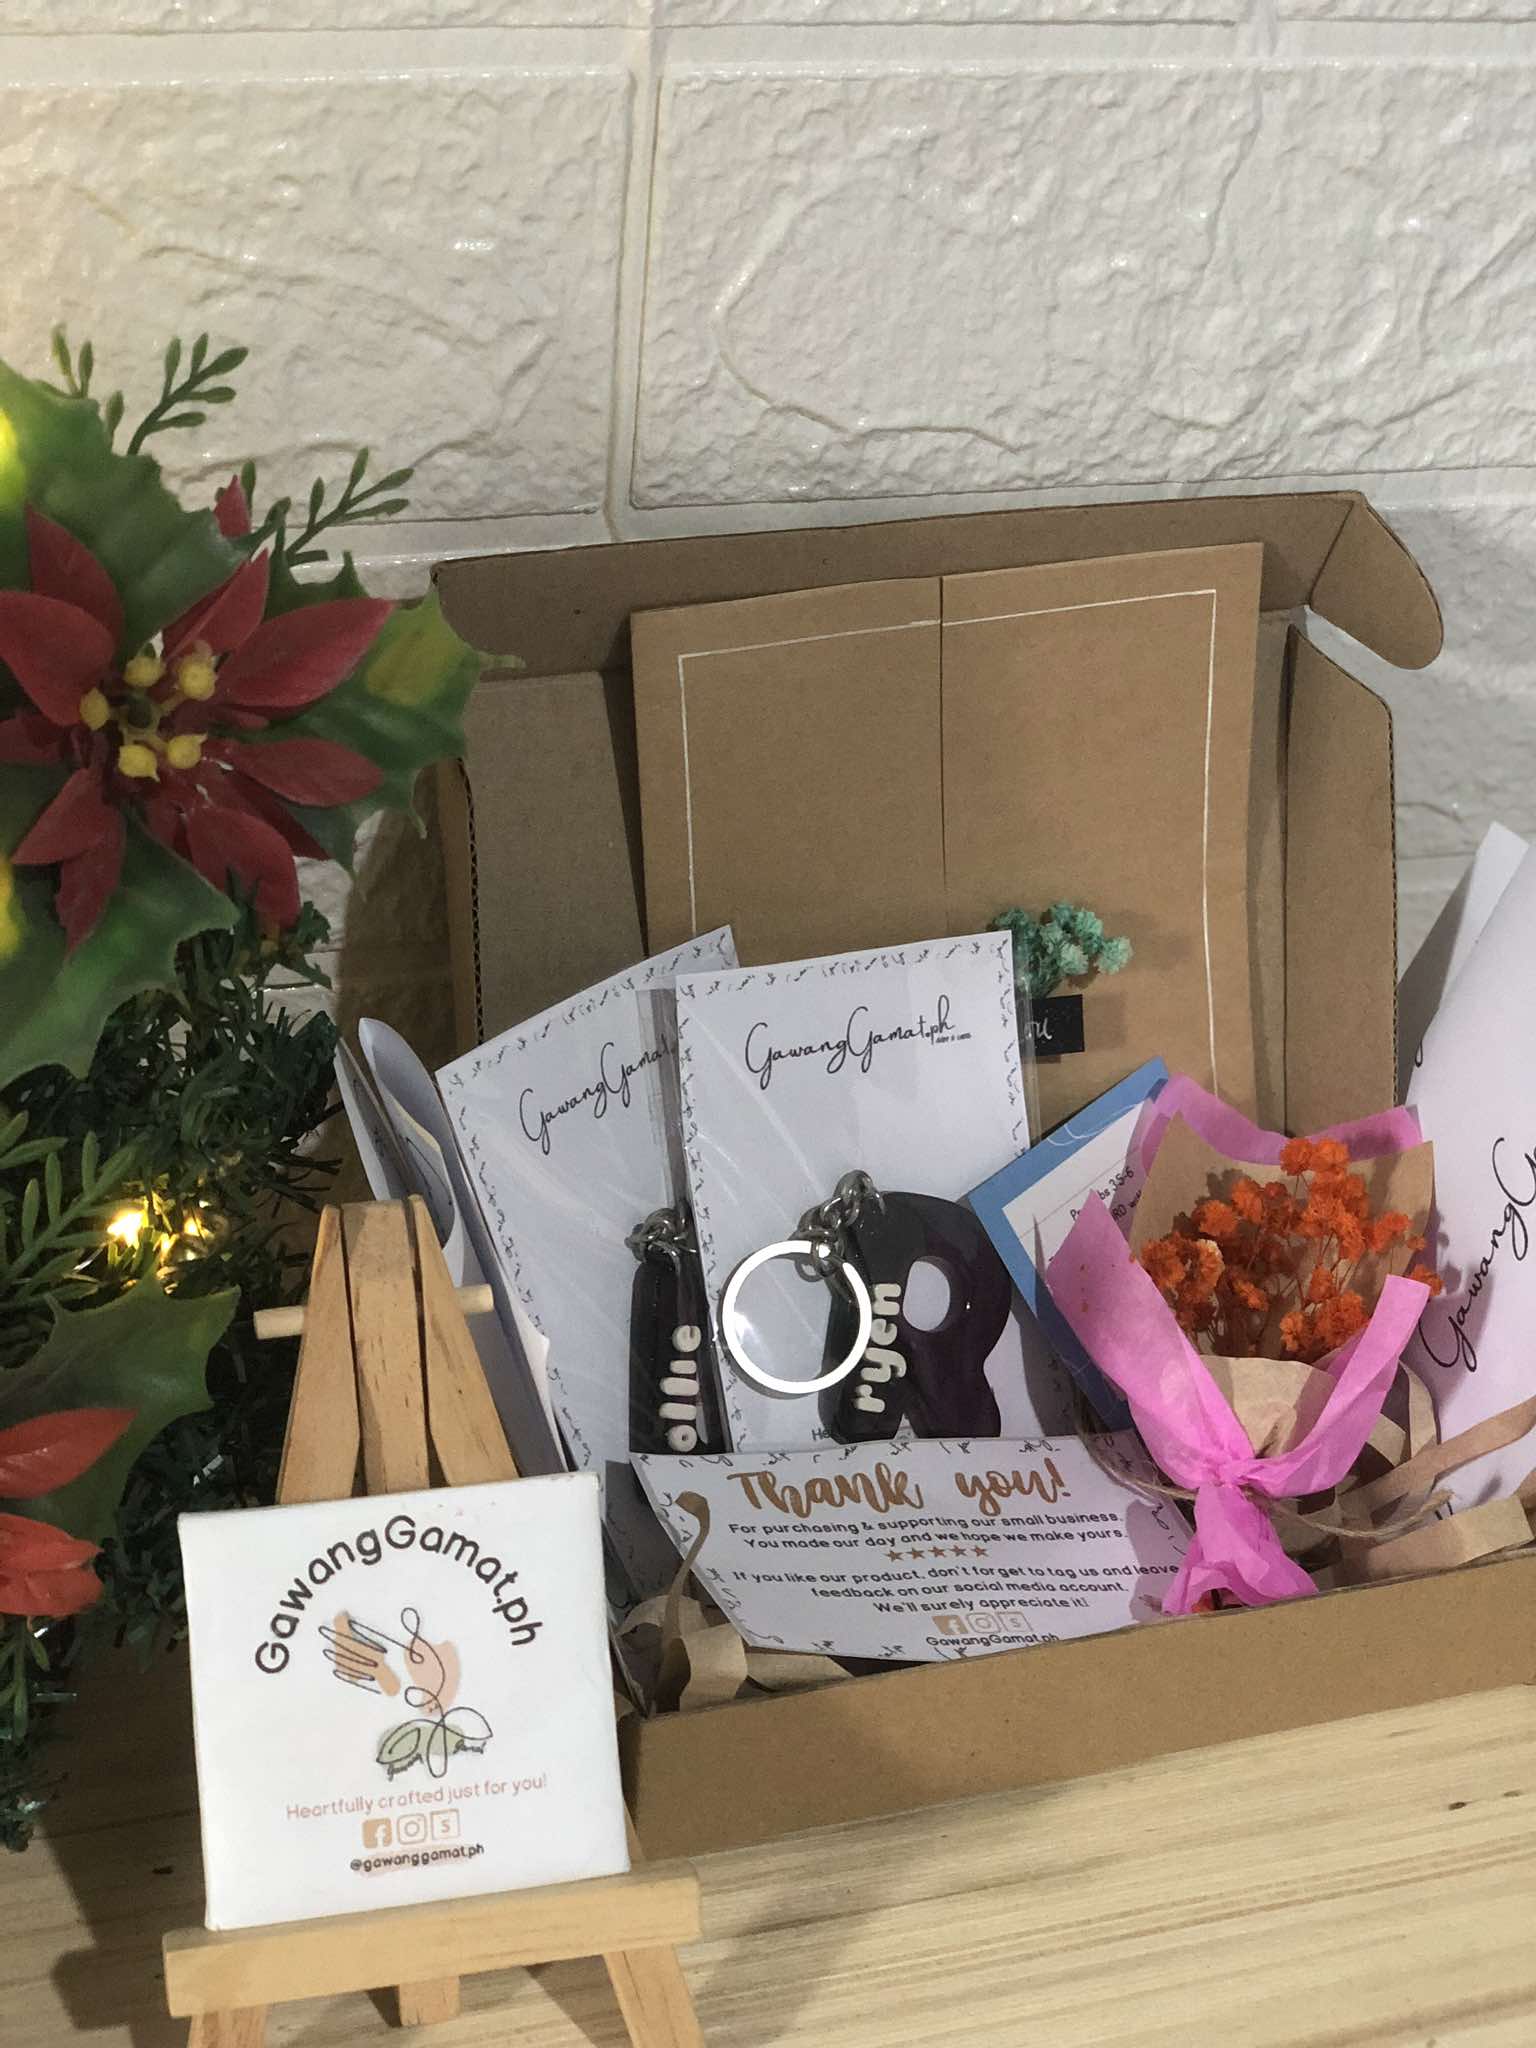 GawangGamat.ph
GawangGamat.ph
ollie
ryen
3:5-6
Thank you!
For purchasing & supporting our small business.
You made our day and we hope we make yours.
If you like our product, don't forget to tag us and leave
feedback on our social media account.
We'll surely appreciate it!
GawangGamat.ph
GawangGamat.ph
Heartfully crafted just for you!
@gawanggamat.ph